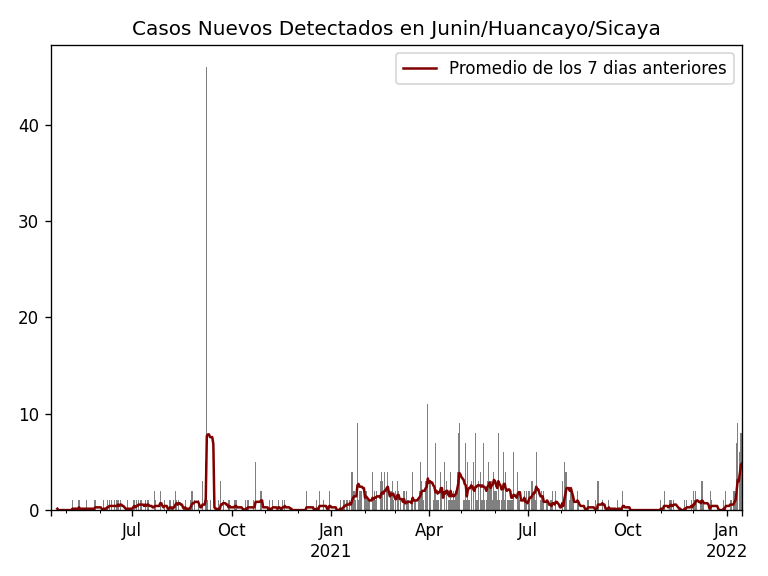 Casos Nuevos Detectados en Junin/Huancayo/Sicaya
Promedio de los 7 dias anteriores
40
30
20
10
0
Jul Oct Jan Apr Jul Oct Jan
2021 2022